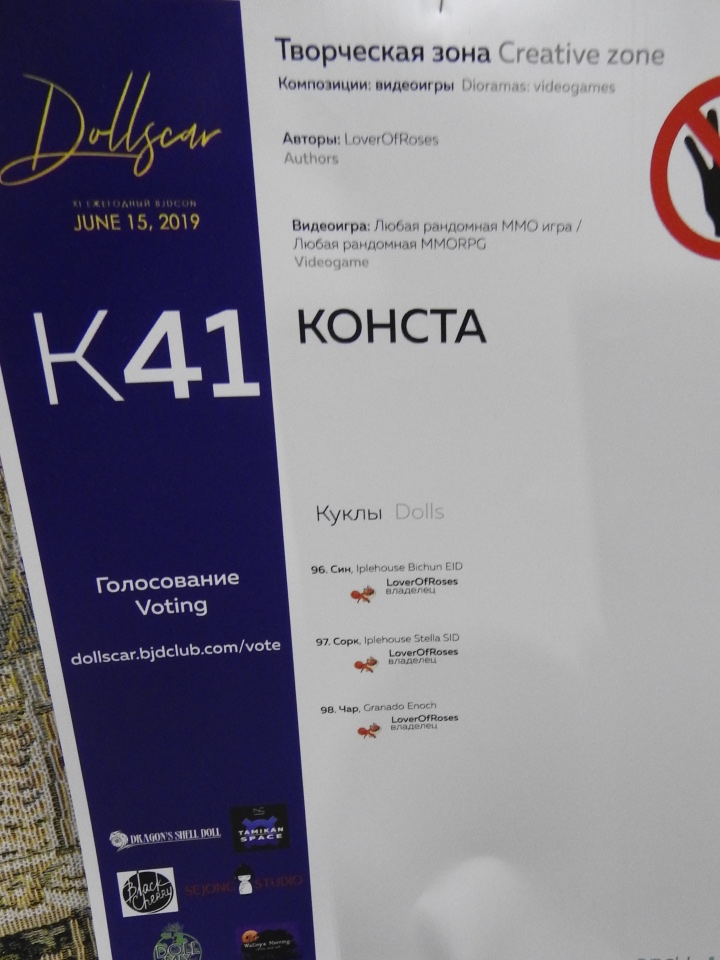 Творческая зона Creative zone
Композиции: видеоигры Dioramas: videogames
Авторы: LoverOfRoses
Authors
Видеоигра: Любая рандомная ММО игра /
Любая рандомная MMORPG
Videogame
КОНСТА
Куклы Dolls
96. Син, Iplehouse Bichun EID
LoverOfRoses
владелец
97. Сорк, Iplehouse Stella SID
LoverOfRoses
владелец
98. Чар, Granado Enoch
LoverOfRoses
владелец
Dollscar
XI ЕЖЕГОДНЫЙ BJDCON
JUNE 15, 2019
K41
Голосование
Voting
dollscar.bjdclub.com/vote
DRAGON'S SHELL DOLL
TAMIKAN
SPACE
Black
Cherry
SEJONG STUDIO
DOLL